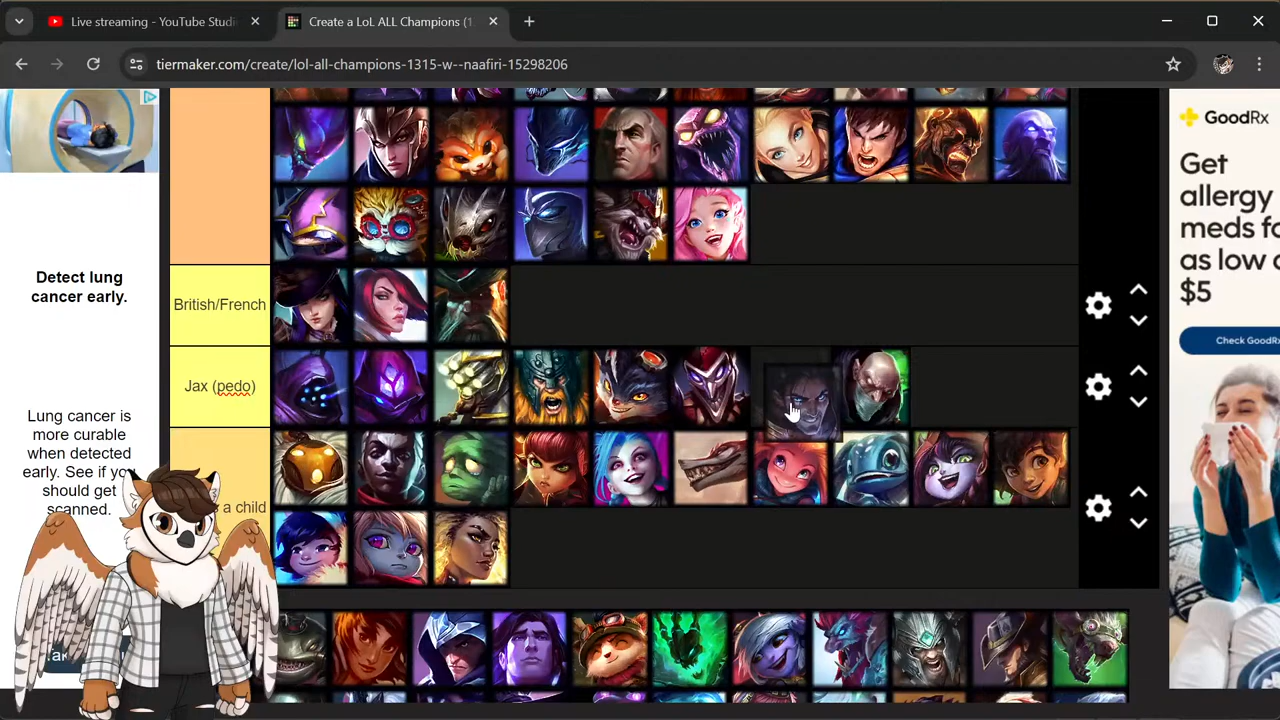 Live streaming - YouTube Studi
Create a LoL ALL Champions (1
tiermaker.com/create/lol-all-champions-1315-w--naafiri-15298206
GoodRx
Get
allergy
meds fo
as low a
$5
Check GoodRx
Detect lung
cancer early.
British/French
Jax (pedo)
Lung cancer is
more curable
when detected
early. See if you
should get
scanned.
a child